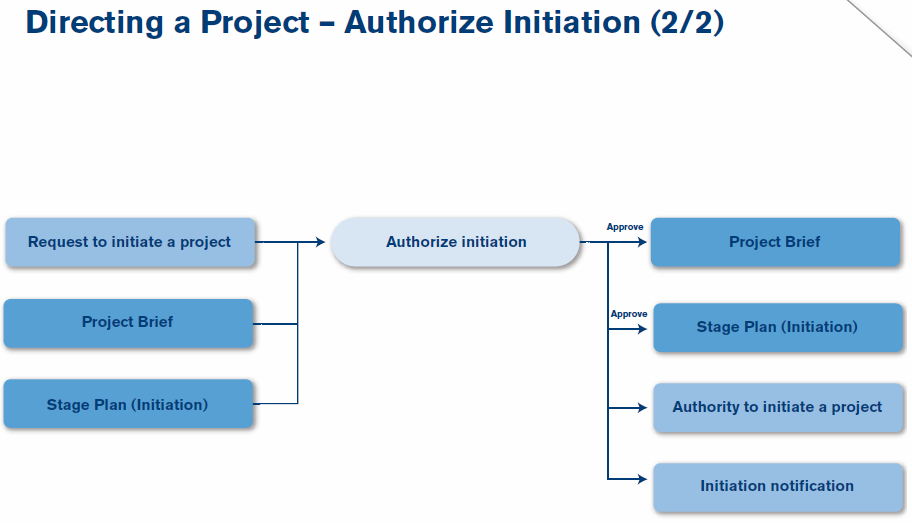 Directing a Project – Authorize Initiation (2/2)
Request to initiate a project
Authorize initiation
Approve
Project Brief
Project Brief
Approve
Stage Plan (Initiation)
Stage Plan (Initiation)
Authority to initiate a project
Initiation notification